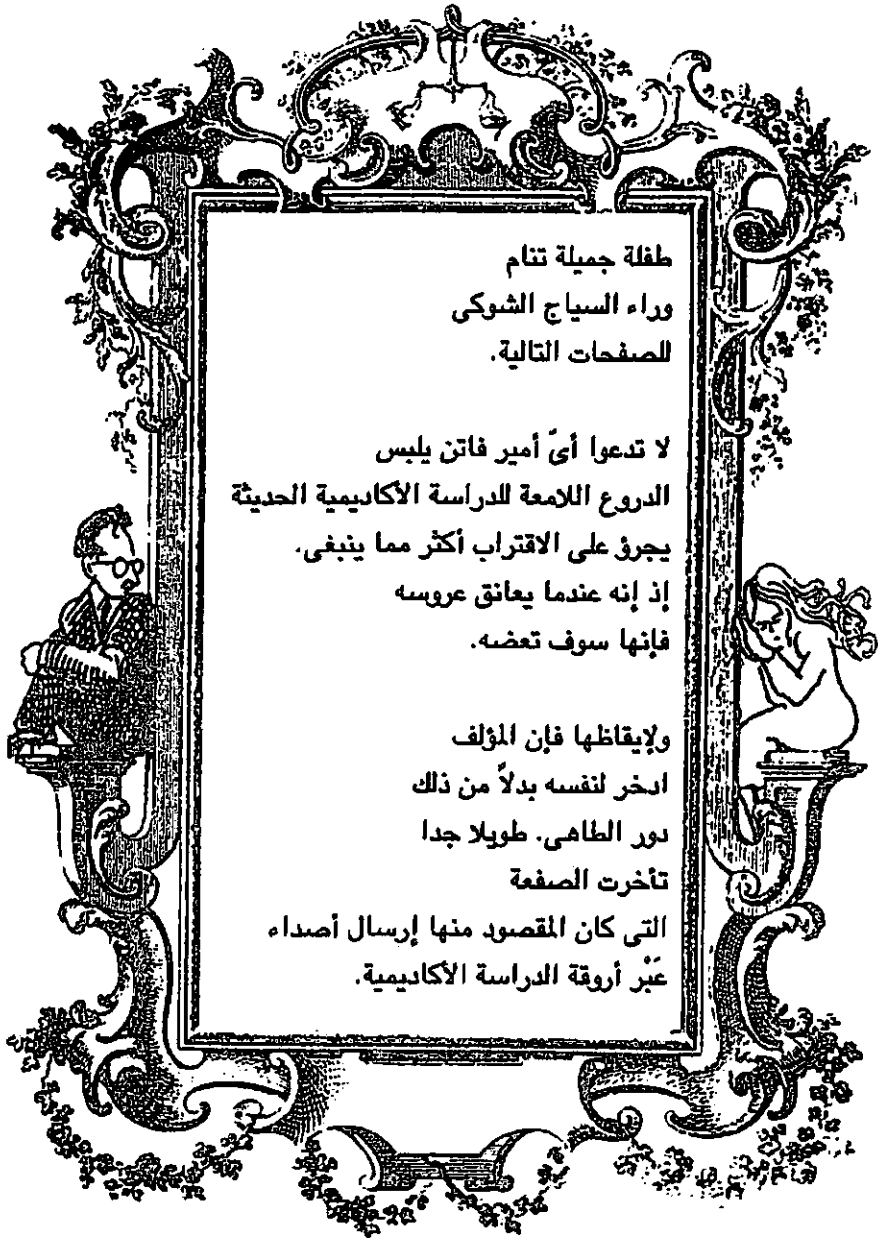 طفلة جميلة تنام
وراء السياج الشوكى
للصفحات التالية.
لا تدعوا أىّ أمير فاتن يلبس
الدروع اللامعة للدراسة الأكاديمية الحديثة
يجرؤ على الاقتراب أكثر مما ينبغى.
إذ إنه عندما يعانق عروسه
فإنها سوف تعضه.
ولإيقاظها فإن المؤلف
ادخر لنفسه بدلاً من ذلك
دور الطاهى. طويلا جدا
تأخرت الصفعة
التى كان المقصود منها إرسال أصداء
عَبْر أروقة الدراسة الأكاديمية.